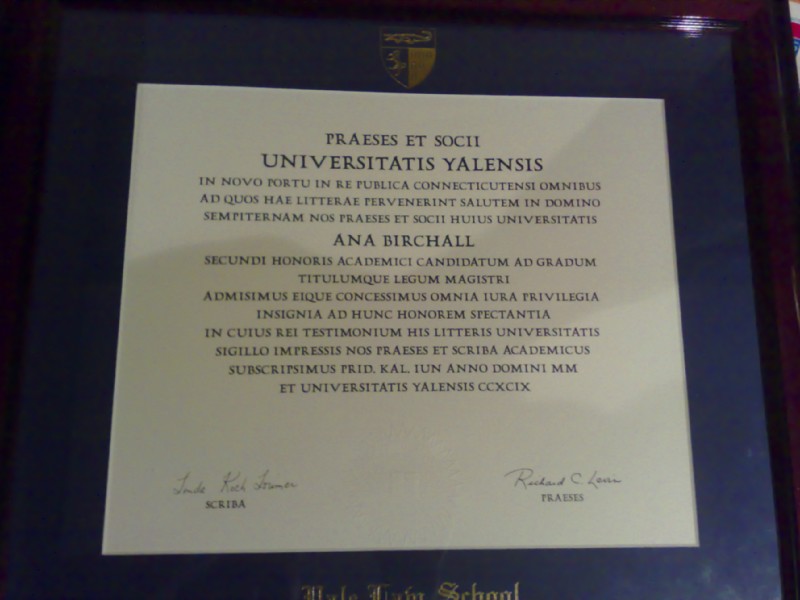 PRAESES ET SOCII
UNIVERSITATIS YALENSIS
IN NOVO PORTU IN RE PUBLICA CONNECTICUTENSI OMNIBUS
AD QUOS HAE LITTERAE PERVENERINT SALUTEM IN DOMINO
SEMPITERNAM NOS PRAESES ET SOCII HUIUS UNIVERSITATIS
ANA BIRCHALL
SECUNDI HONORIS ACADEMICI CANDIDATUM AD GRADUM
TITULUMQUE LEGUM MAGISTRI
ADMISIMUS EIQUE CONCESSIMUS OMNIA IURA PRIVILEGIA
INSIGNIA AD HUNC HONOREM SPECTANTIA
IN CUIUS REI TESTIMONIUM HIS LITTERIS UNIVERSITATIS
SIGILLO IMPRESSIS NOS PRAESES ET SCRIBA ACADEMICUS
SUBSCRIPSIMUS PRID. KAL. IUN ANNO DOMINI MM
ET UNIVERSITATIS YALENSIS CCXCIX
Linda Koch Lorimer
SCRIBA
Richard C. Levin
PRAESES
Yale Law School